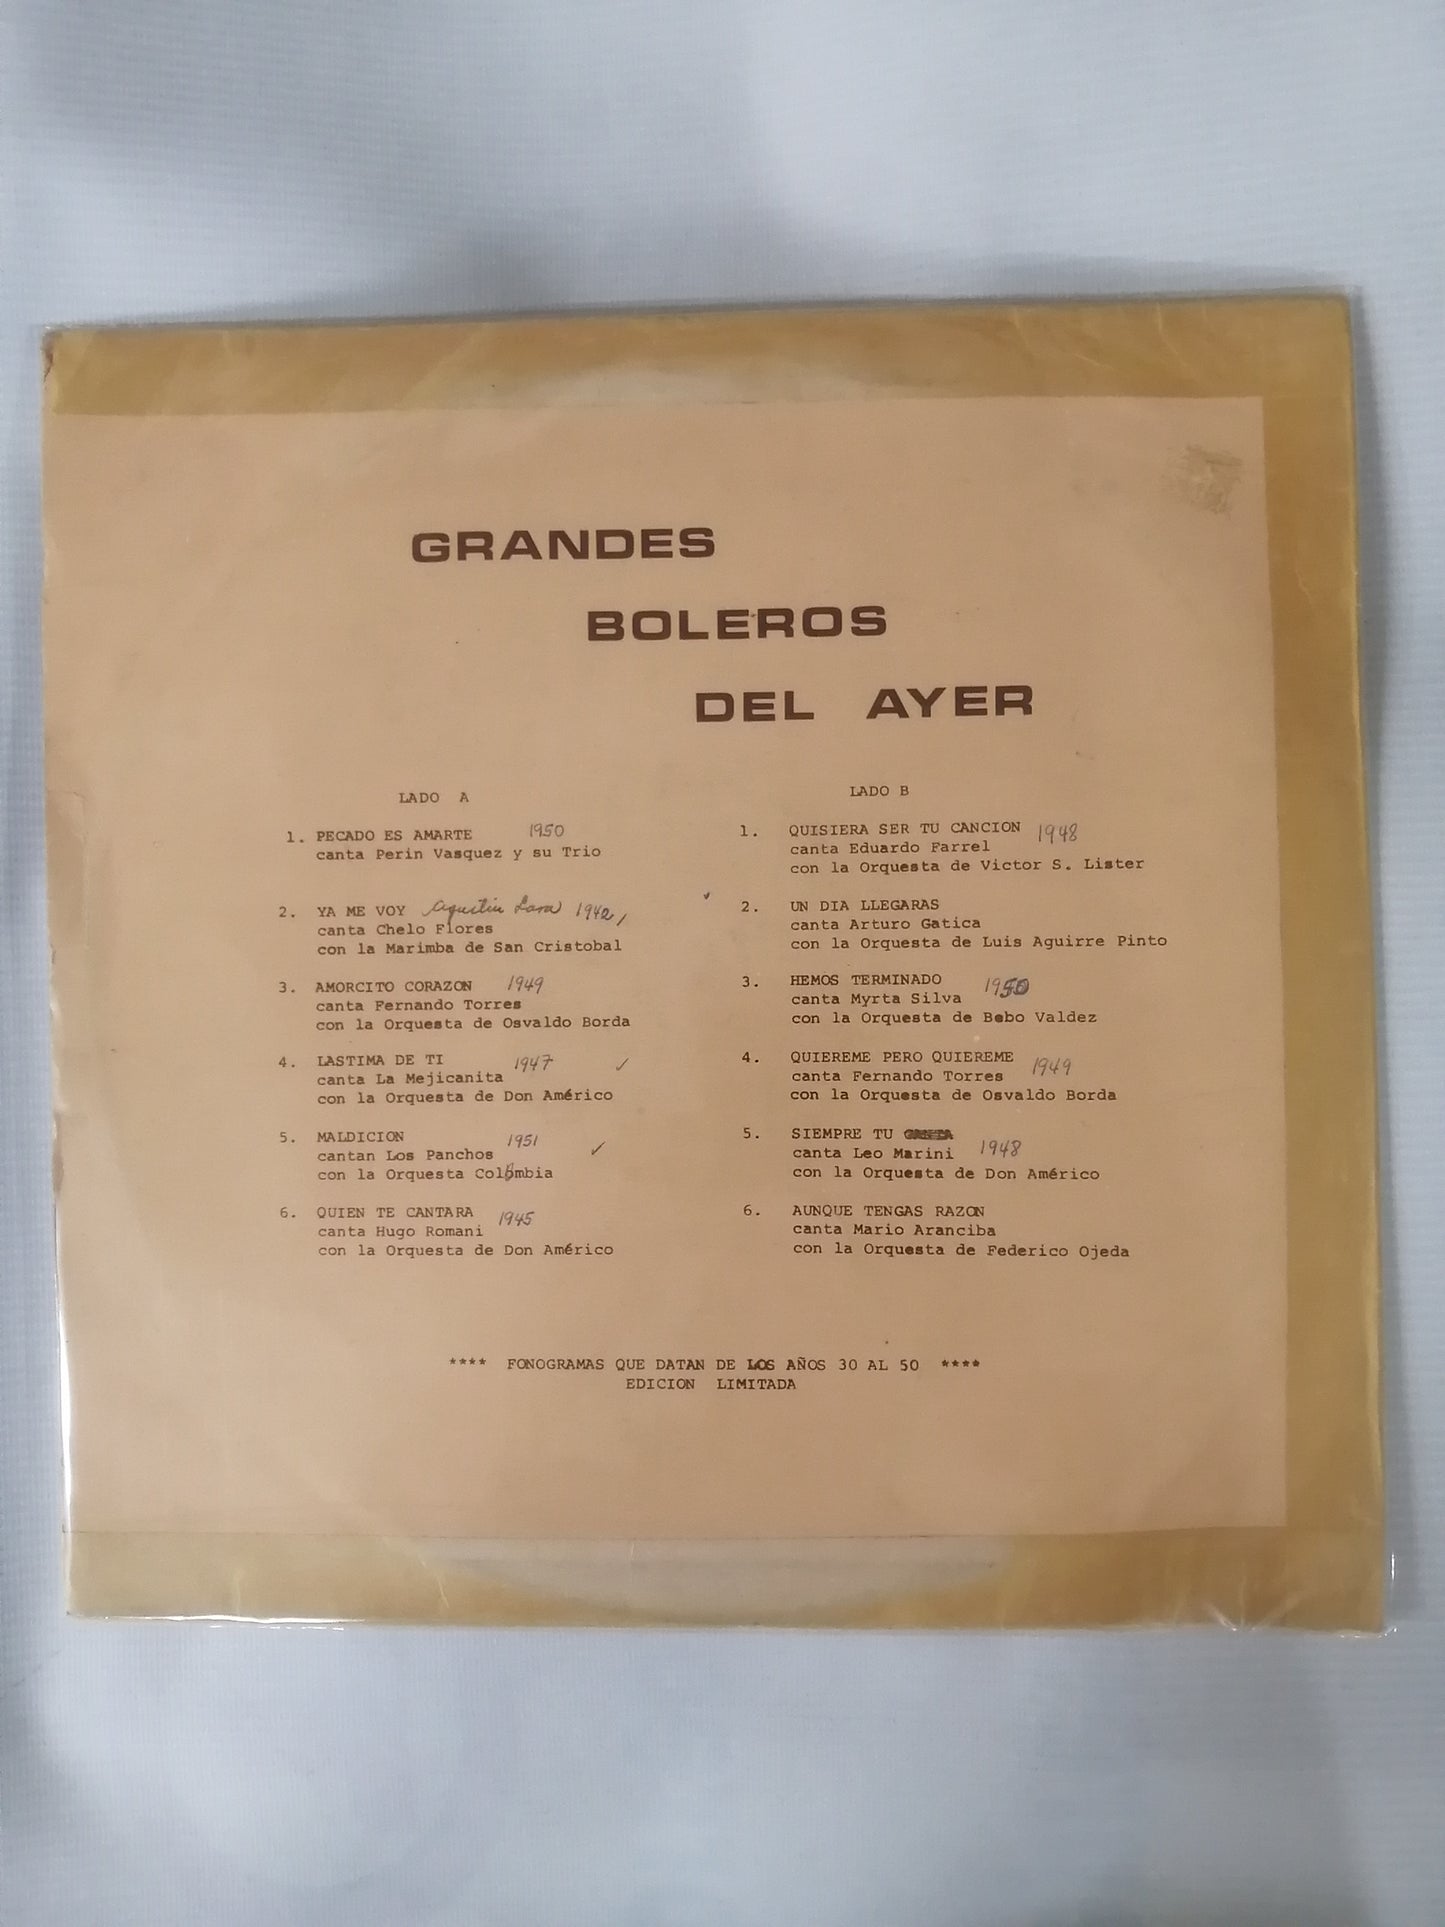 GRANDES
BOLEROS
DEL AYER
LADO A
1. PECADO ES AMARTE 1950
canta Perin Vasquez y su Trio
2. YA ME VOY Agustin Lara 1942
canta Chelo Flores
con la Marimba de San Cristobal
3. AMORCITO CORAZON 1949
canta Fernando Torres
con la Orquesta de Osvaldo Borda
4. LASTIMA DE TI 1947 ✓
canta La Mejicanita
con la Orquesta de Don Américo
5. MALDICION 1951
cantan Los Panchos ✓
con la Orquesta Colombia
6. QUIEN TE CANTARA 1945
canta Hugo Romani
con la Orquesta de Don Américo
LADO B
1. QUISIERA SER TU CANCION 1948
canta Eduardo Farrel
con la Orquesta de Victor S. Lister
2. UN DIA LLEGARAS
canta Arturo Gatica
con la Orquesta de Luis Aguirre Pinto
3. HEMOS TERMINADO 1950
canta Myrta Silva
con la Orquesta de Bebo Valdez
4. QUIEREME PERO QUIEREME 1949
canta Fernando Torres
con la Orquesta de Osvaldo Borda
5. SIEMPRE TU
canta Leo Marini 1948
con la Orquesta de Don Américo
6. AUNQUE TENGAS RAZON
canta Mario Aranciba
con la Orquesta de Federico Ojeda
**** FONOGRAMAS QUE DATAN DE LOS AÑOS 30 AL 50 ****
EDICION LIMITADA